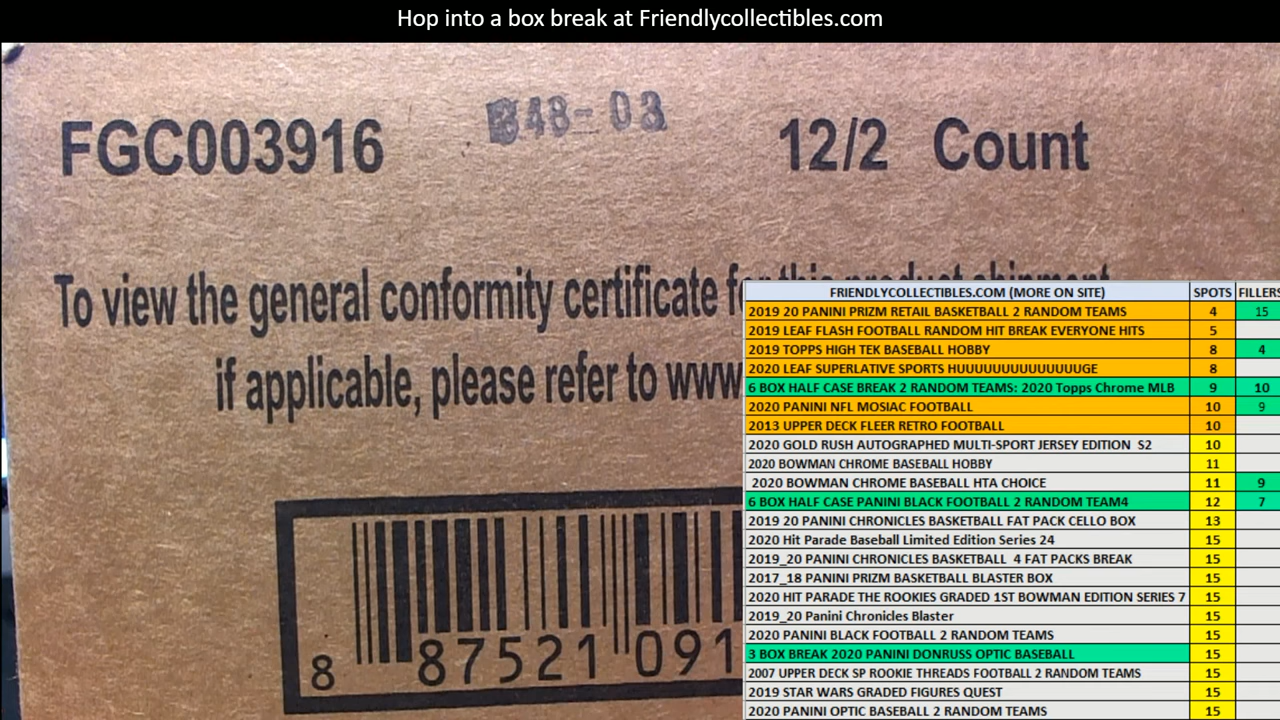 Hop into a box break at Friendlycollectibles.com
FGC003916
B48-03
12/2 Count
To view the general conformity certificate for this product shipment
if applicable, please refer to www
8 87521 091
FRIENDLYCOLLECTIBLES.COM (MORE ON SITE) SPOTS FILLERS
2019 20 PANINI PRIZM RETAIL BASKETBALL 2 RANDOM TEAMS 4 15
2019 LEAF FLASH FOOTBALL RANDOM HIT BREAK EVERYONE HITS 5
2019 TOPPS HIGH TEK BASEBALL HOBBY 8 4
2020 LEAF SUPERLATIVE SPORTS HUUUUUUUUUUUUUUGE 8
6 BOX HALF CASE BREAK 2 RANDOM TEAMS: 2020 Topps Chrome MLB 9 10
2020 PANINI NFL MOSIAC FOOTBALL 10 9
2013 UPPER DECK FLEER RETRO FOOTBALL 10
2020 GOLD RUSH AUTOGRAPHED MULTI-SPORT JERSEY EDITION S2 10
2020 BOWMAN CHROME BASEBALL HOBBY 11
2020 BOWMAN CHROME BASEBALL HTA CHOICE 11 9
6 BOX HALF CASE PANINI BLACK FOOTBALL 2 RANDOM TEAM4 12 7
2019 20 PANINI CHRONICLES BASKETBALL FAT PACK CELLO BOX 13
2020 Hit Parade Baseball Limited Edition Series 24 15
2019_20 PANINI CHRONICLES BASKETBALL 4 FAT PACKS BREAK 15
2017_18 PANINI PRIZM BASKETBALL BLASTER BOX 15
2020 HIT PARADE THE ROOKIES GRADED 1ST BOWMAN EDITION SERIES 7 15
2019_20 Panini Chronicles Blaster 15
2020 PANINI BLACK FOOTBALL 2 RANDOM TEAMS 15
3 BOX BREAK 2020 PANINI DONRUSS OPTIC BASEBALL 15
2007 UPPER DECK SP ROOKIE THREADS FOOTBALL 2 RANDOM TEAMS 15
2019 STAR WARS GRADED FIGURES QUEST 15
2020 PANINI OPTIC BASEBALL 2 RANDOM TEAMS 15